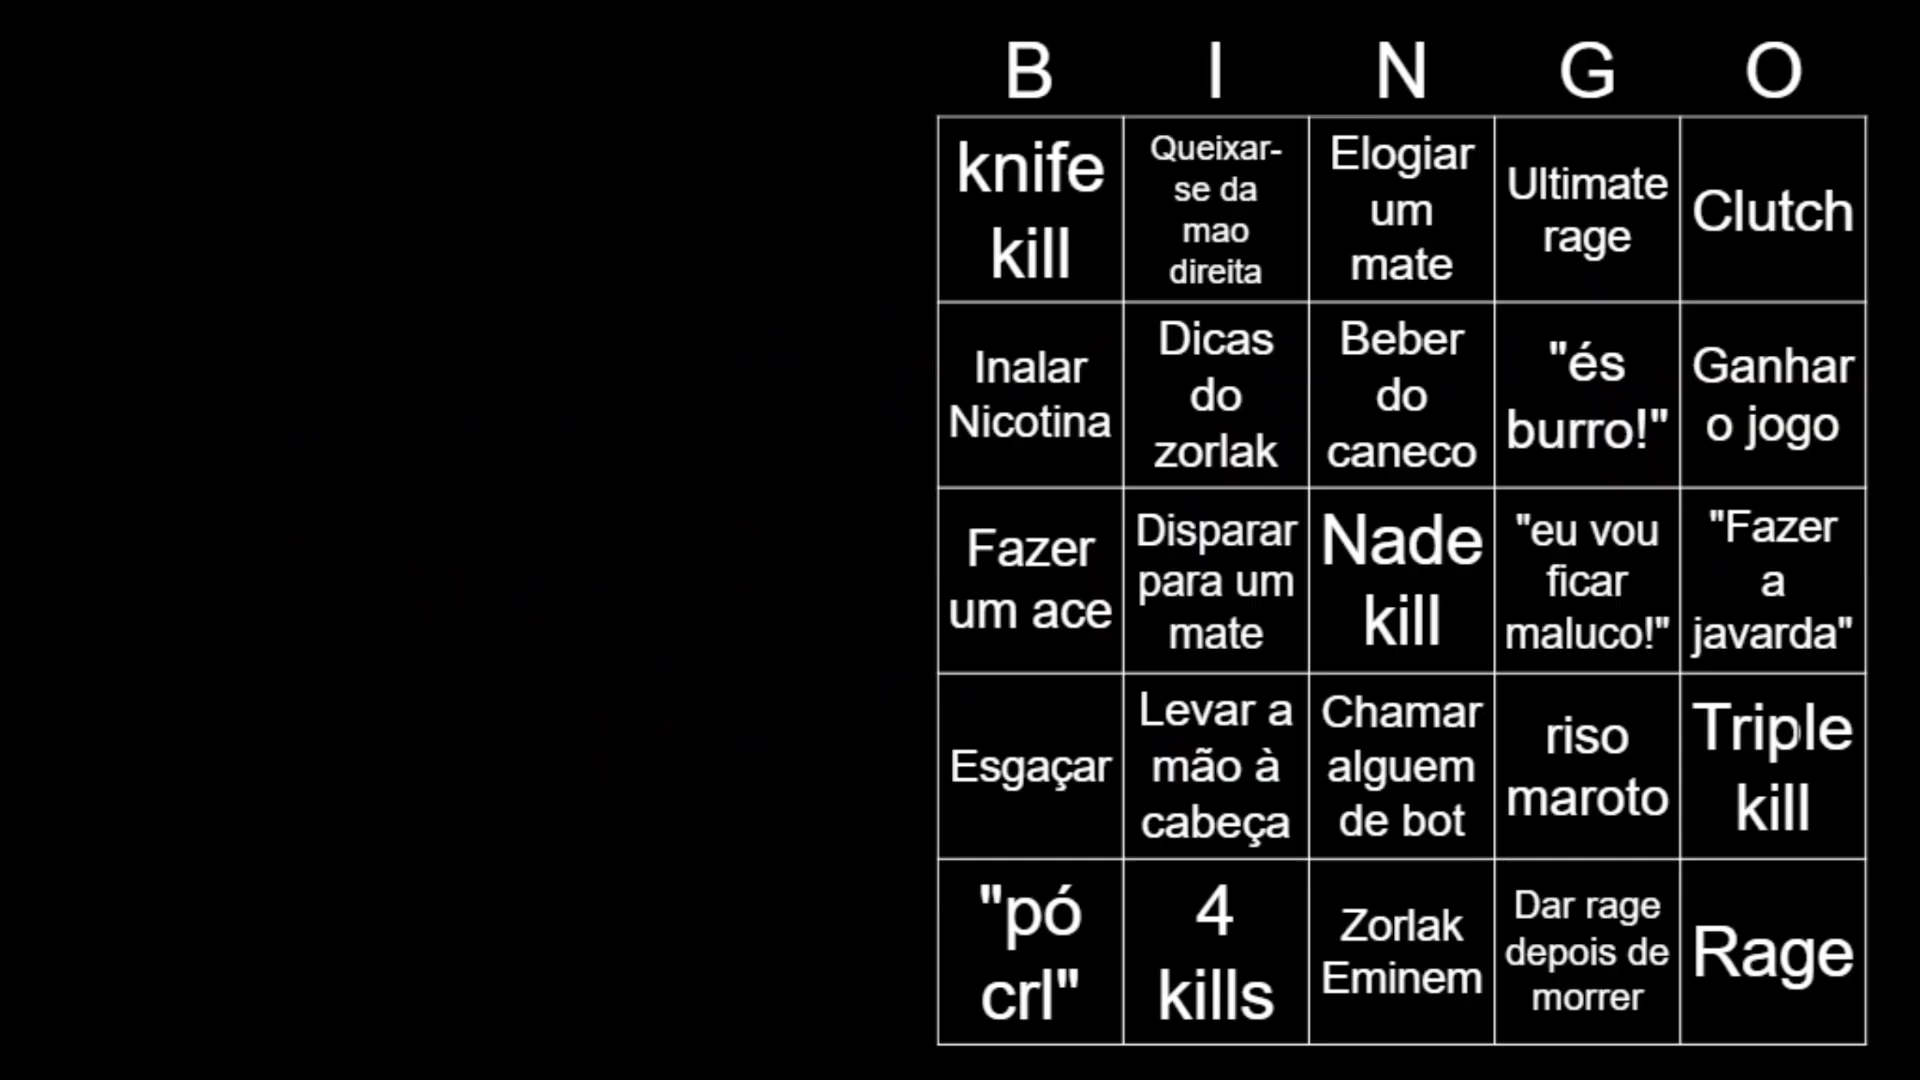 B I N G O
knife
kill
Queixar-
se da
mao
direita
Elogiar
um
mate
Ultimate
rage
Clutch
Inalar
Nicotina
Dicas
do
zorlak
Beber
do
caneco
"és
burro!"
Ganhar
o jogo
Fazer
um ace
Disparar
para um
mate
Nade
kill
"eu vou
ficar
maluco!"
"Fazer
a
javarda"
Esgaçar
Levar a
mão à
cabeça
Chamar
alguem
de bot
riso
maroto
Triple
kill
"pó
crl"
4
kills
Zorlak
Eminem
Dar rage
depois de
morrer
Rage